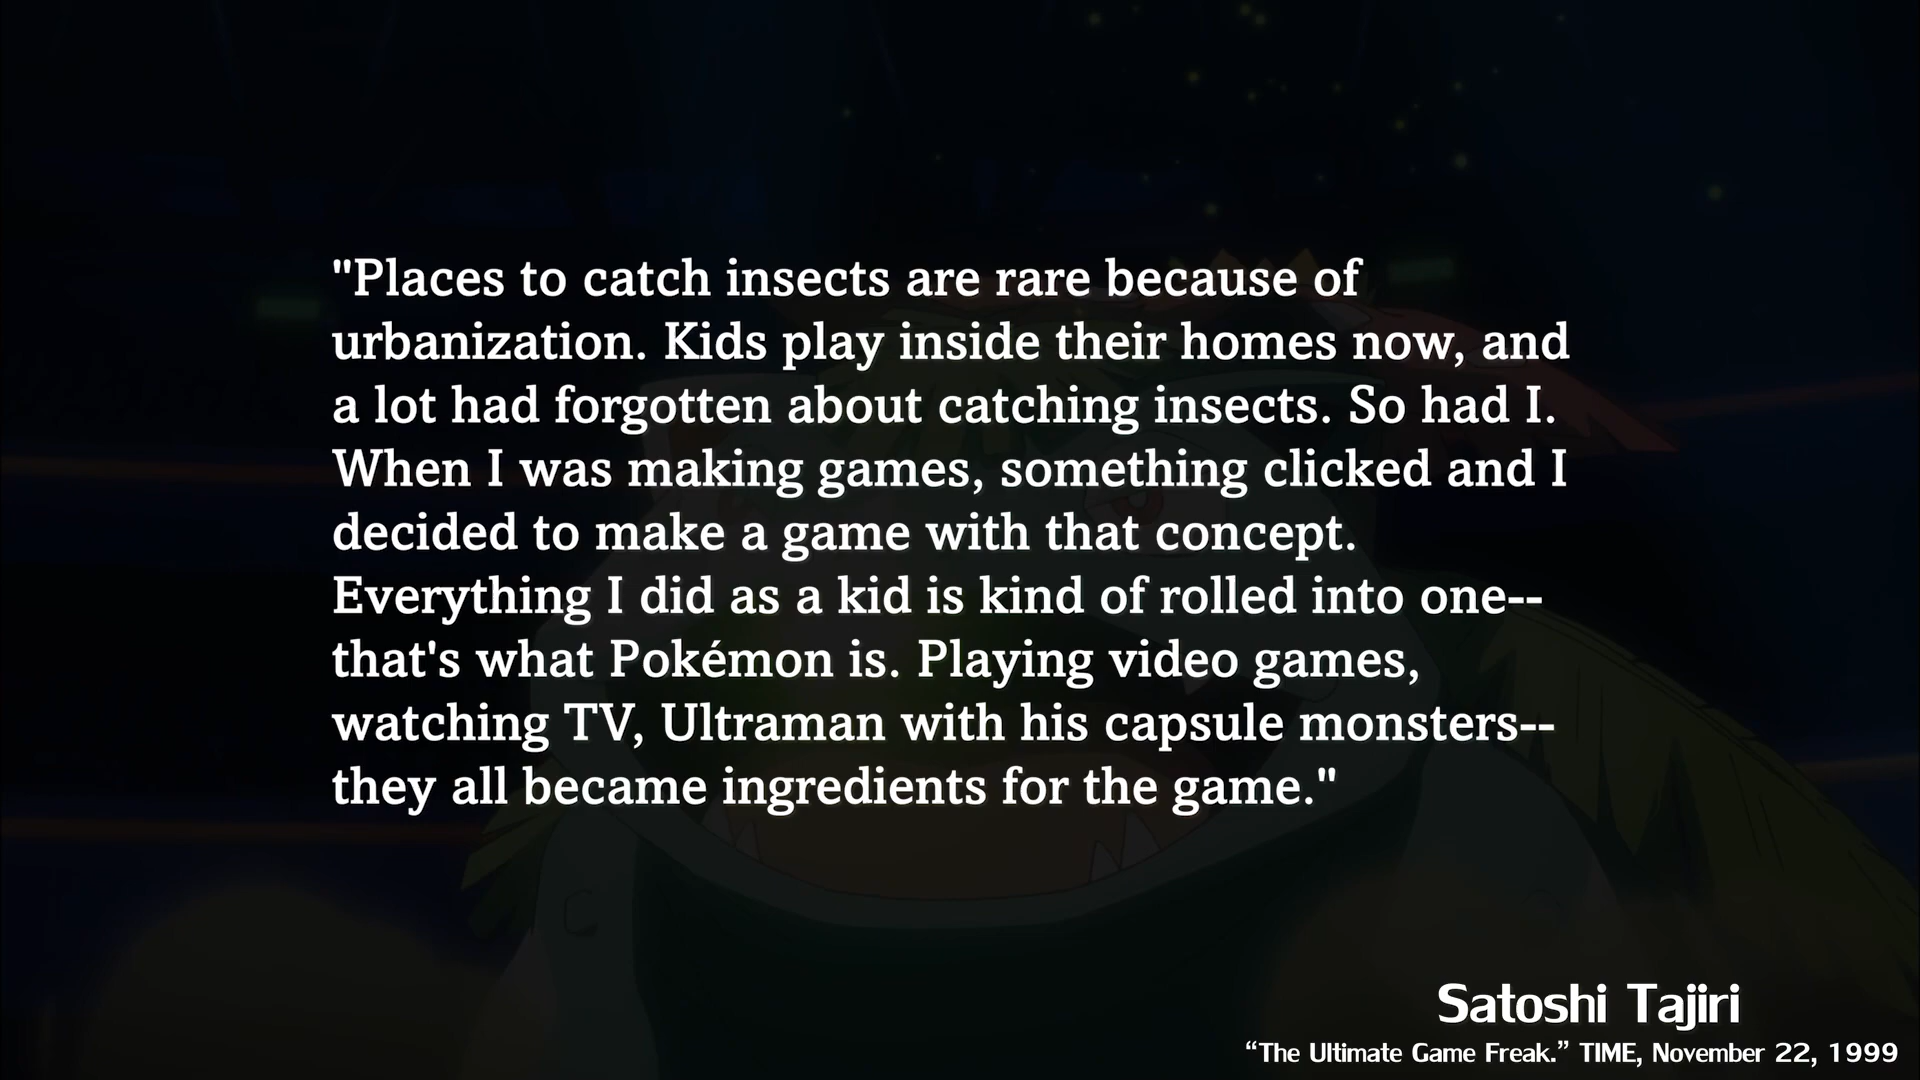 "Places to catch insects are rare because of
urbanization. Kids play inside their homes now, and
a lot had forgotten about catching insects. So had I.
When I was making games, something clicked and I
decided to make a game with that concept.
Everything I did as a kid is kind of rolled into one--
that's what Pokémon is. Playing video games,
watching TV, Ultraman with his capsule monsters--
they all became ingredients for the game."
Satoshi Tajiri
“The Ultimate Game Freak.” TIME, November 22, 1999